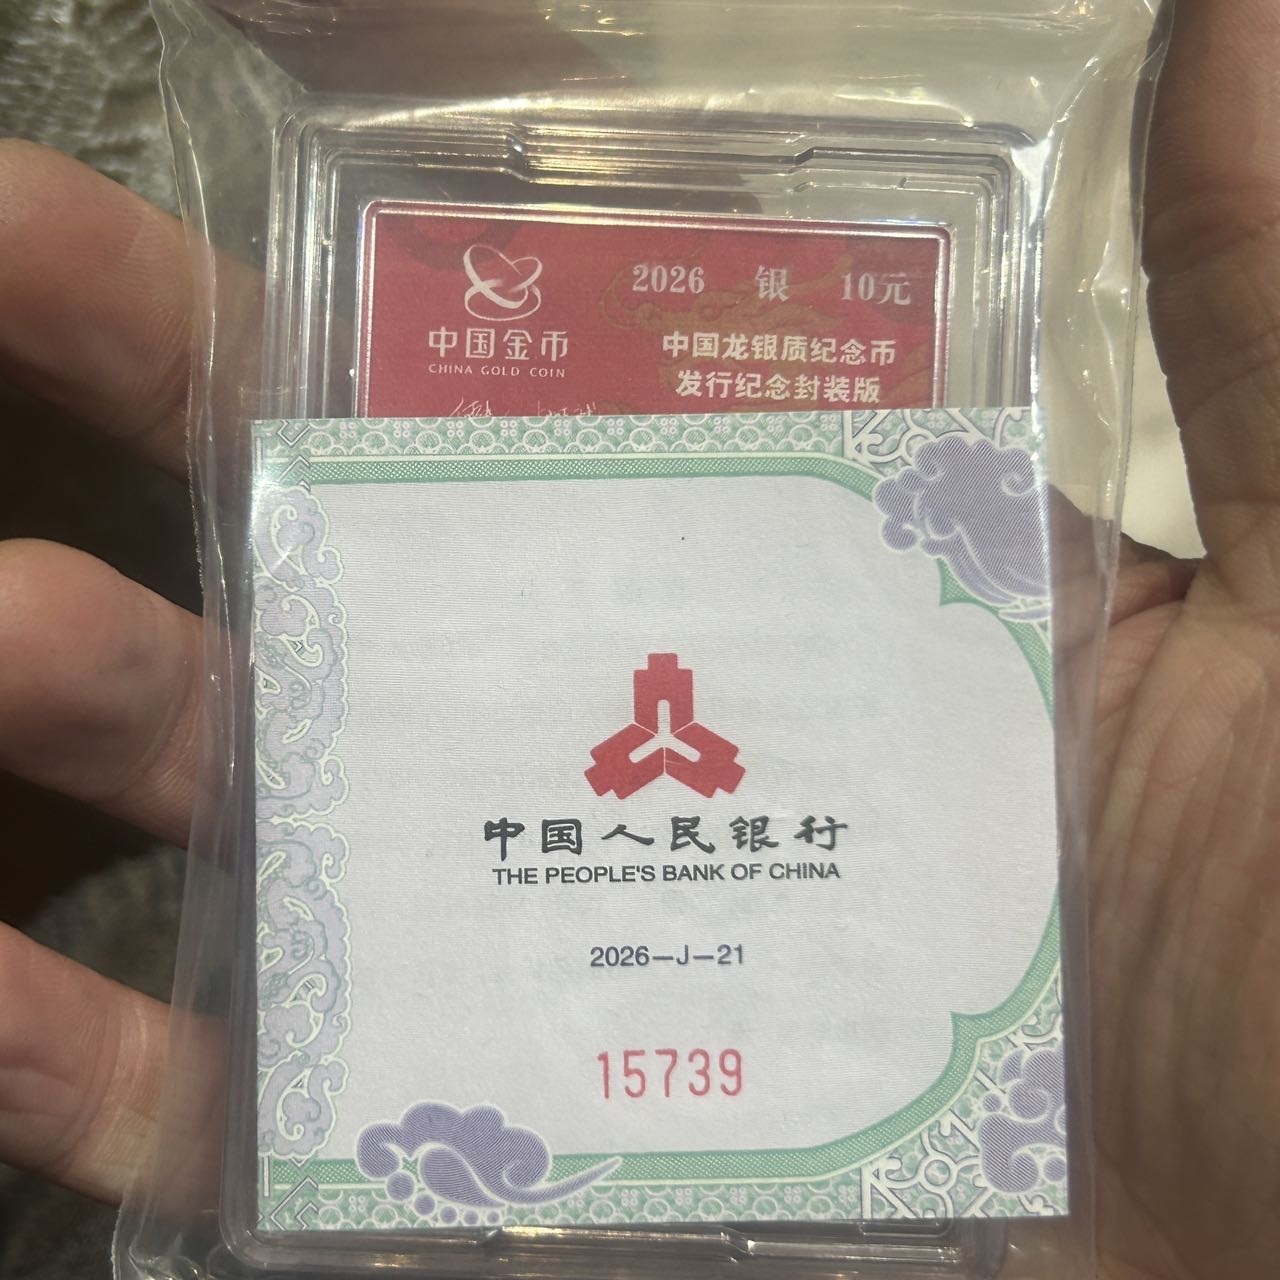 2026 银 10元
中国金币
CHINA GOLD COIN
中国龙银质纪念币
发行纪念封装版
中国人民银行
THE PEOPLE'S BANK OF CHINA
2026—J—21
15739